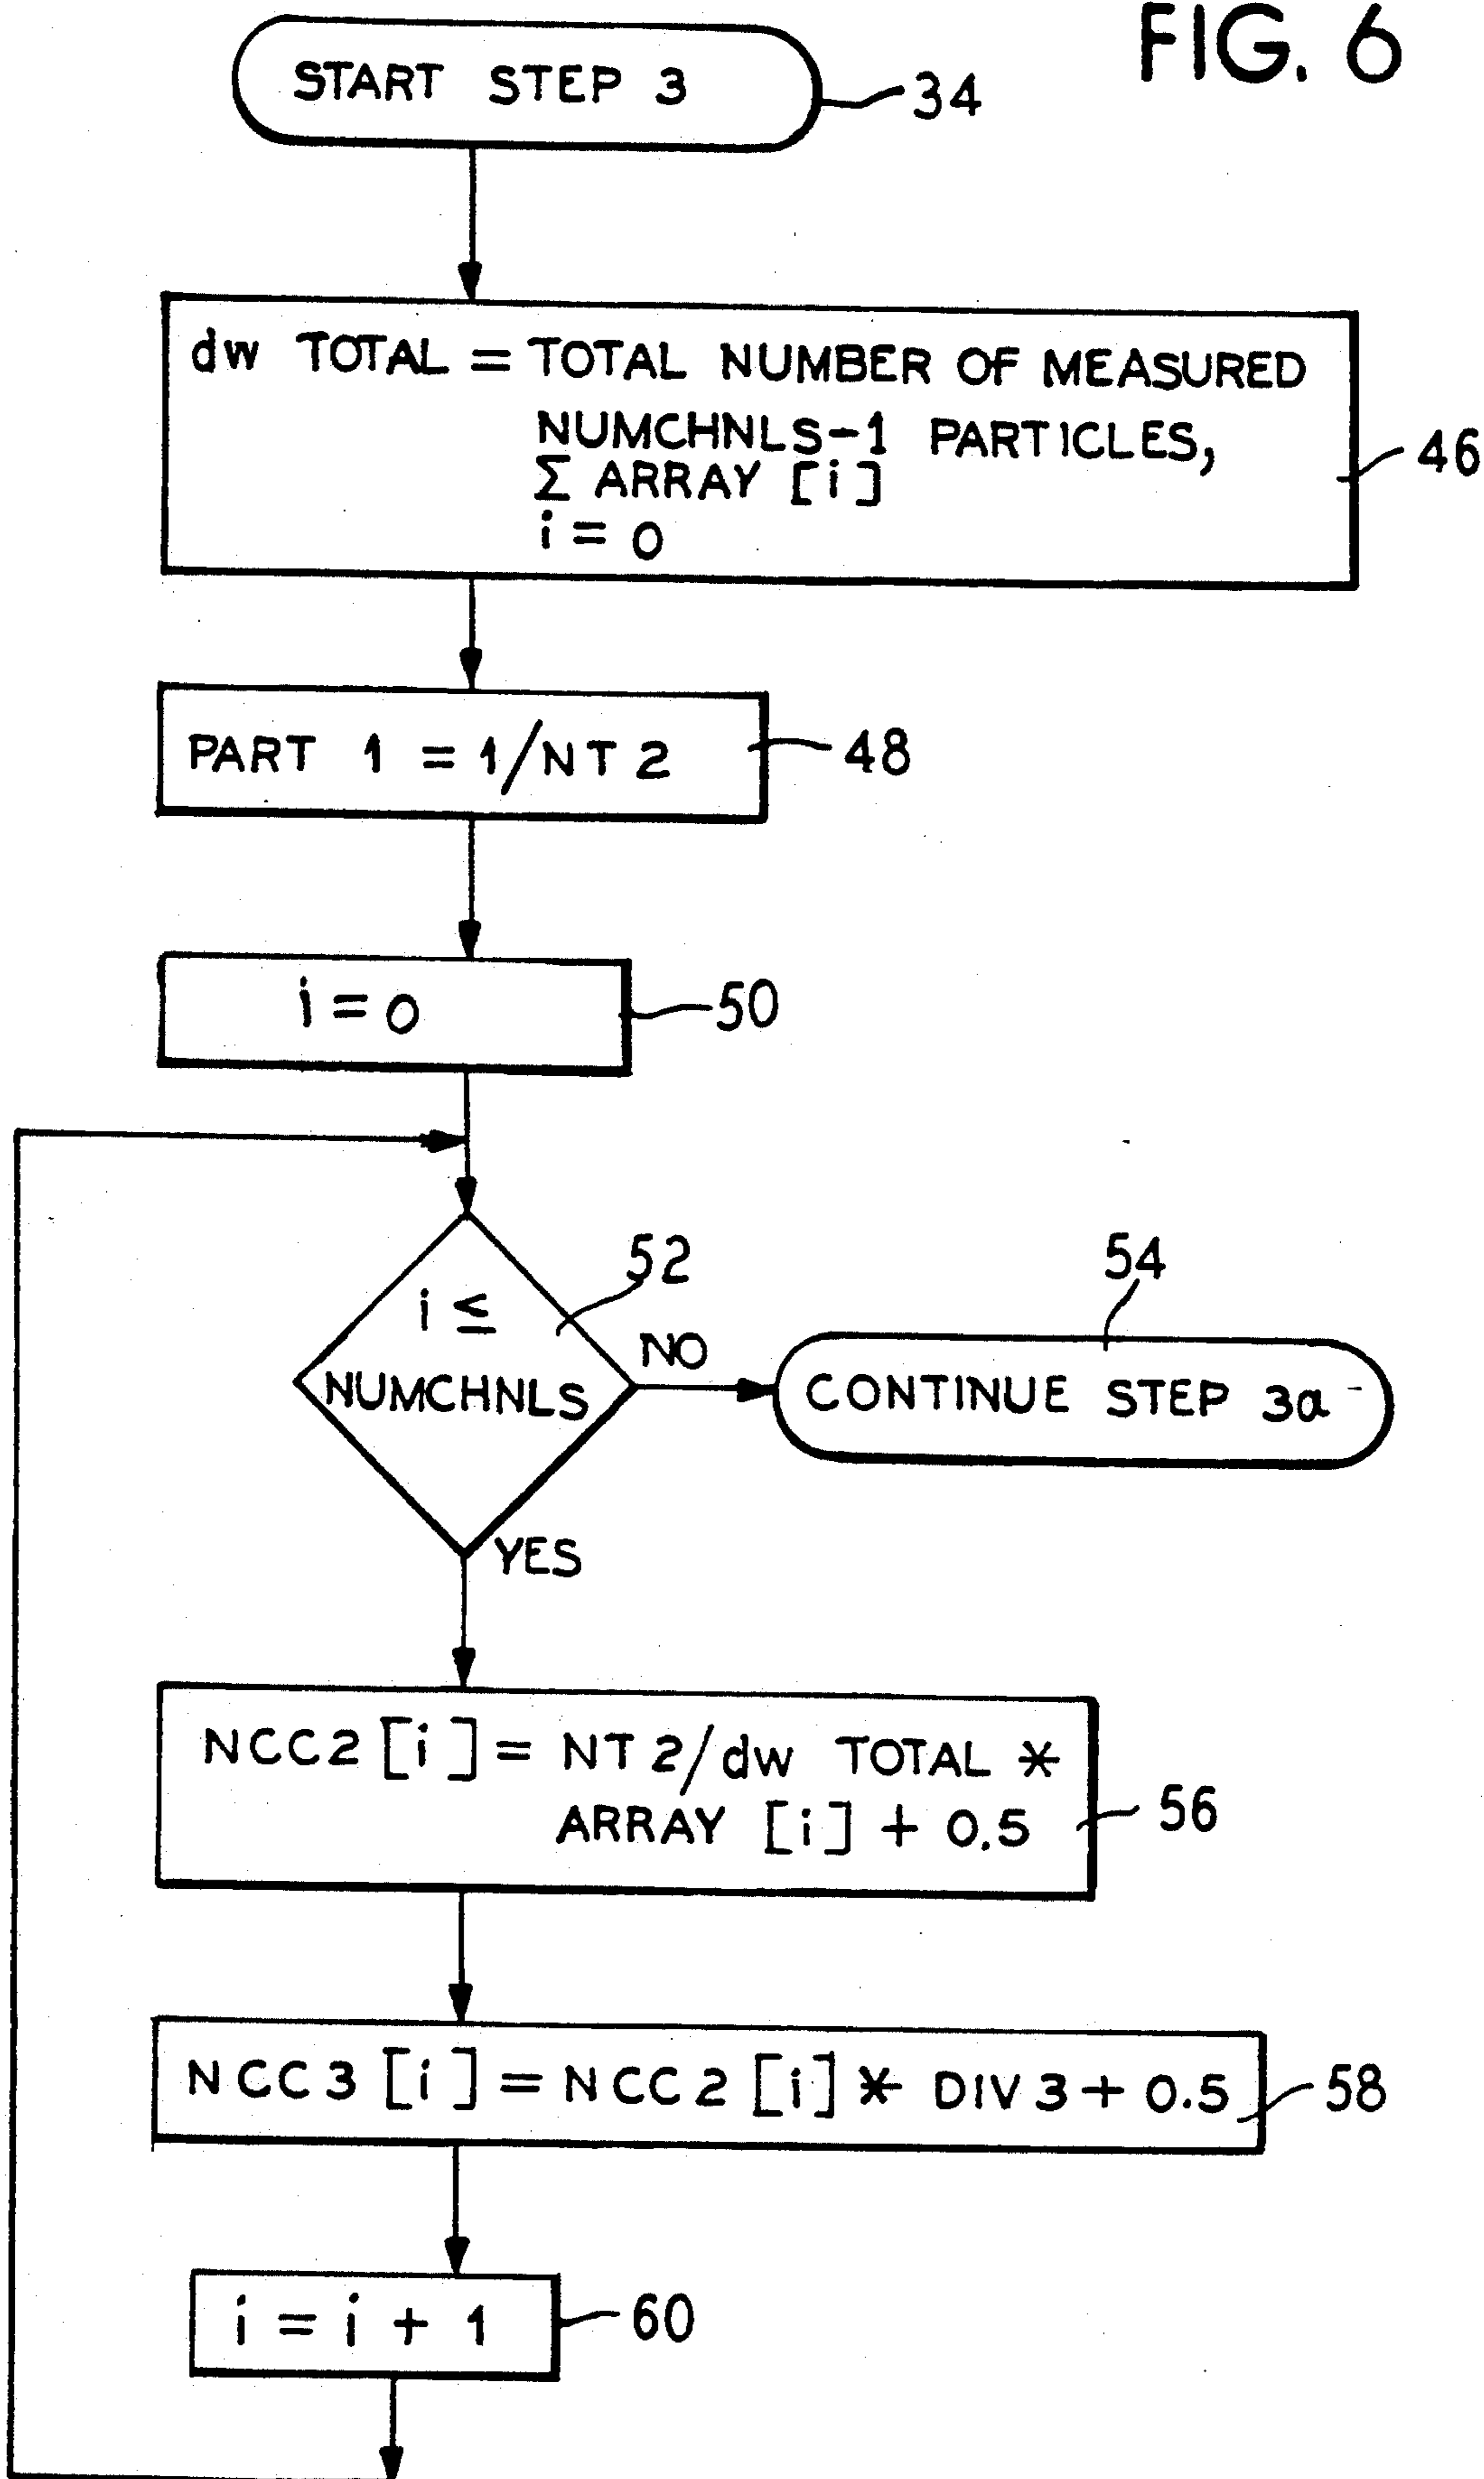 FIG. 6
START STEP 3
34
dw TOTAL = TOTAL NUMBER OF MEASURED
NUMCHNLS-1 PARTICLES,
Σ ARRAY [i]
i = 0
46
PART 1 = 1/NT 2
48
i = 0
50
i ≤
NUMCHNLS
52
NO
54
CONTINUE STEP 3a
YES
NCC2 [i] = NT 2/dw TOTAL *
ARRAY [i] + 0.5
56
NCC3 [i] = NCC2 [i] * DIV 3 + 0.5
58
i = i + 1
60